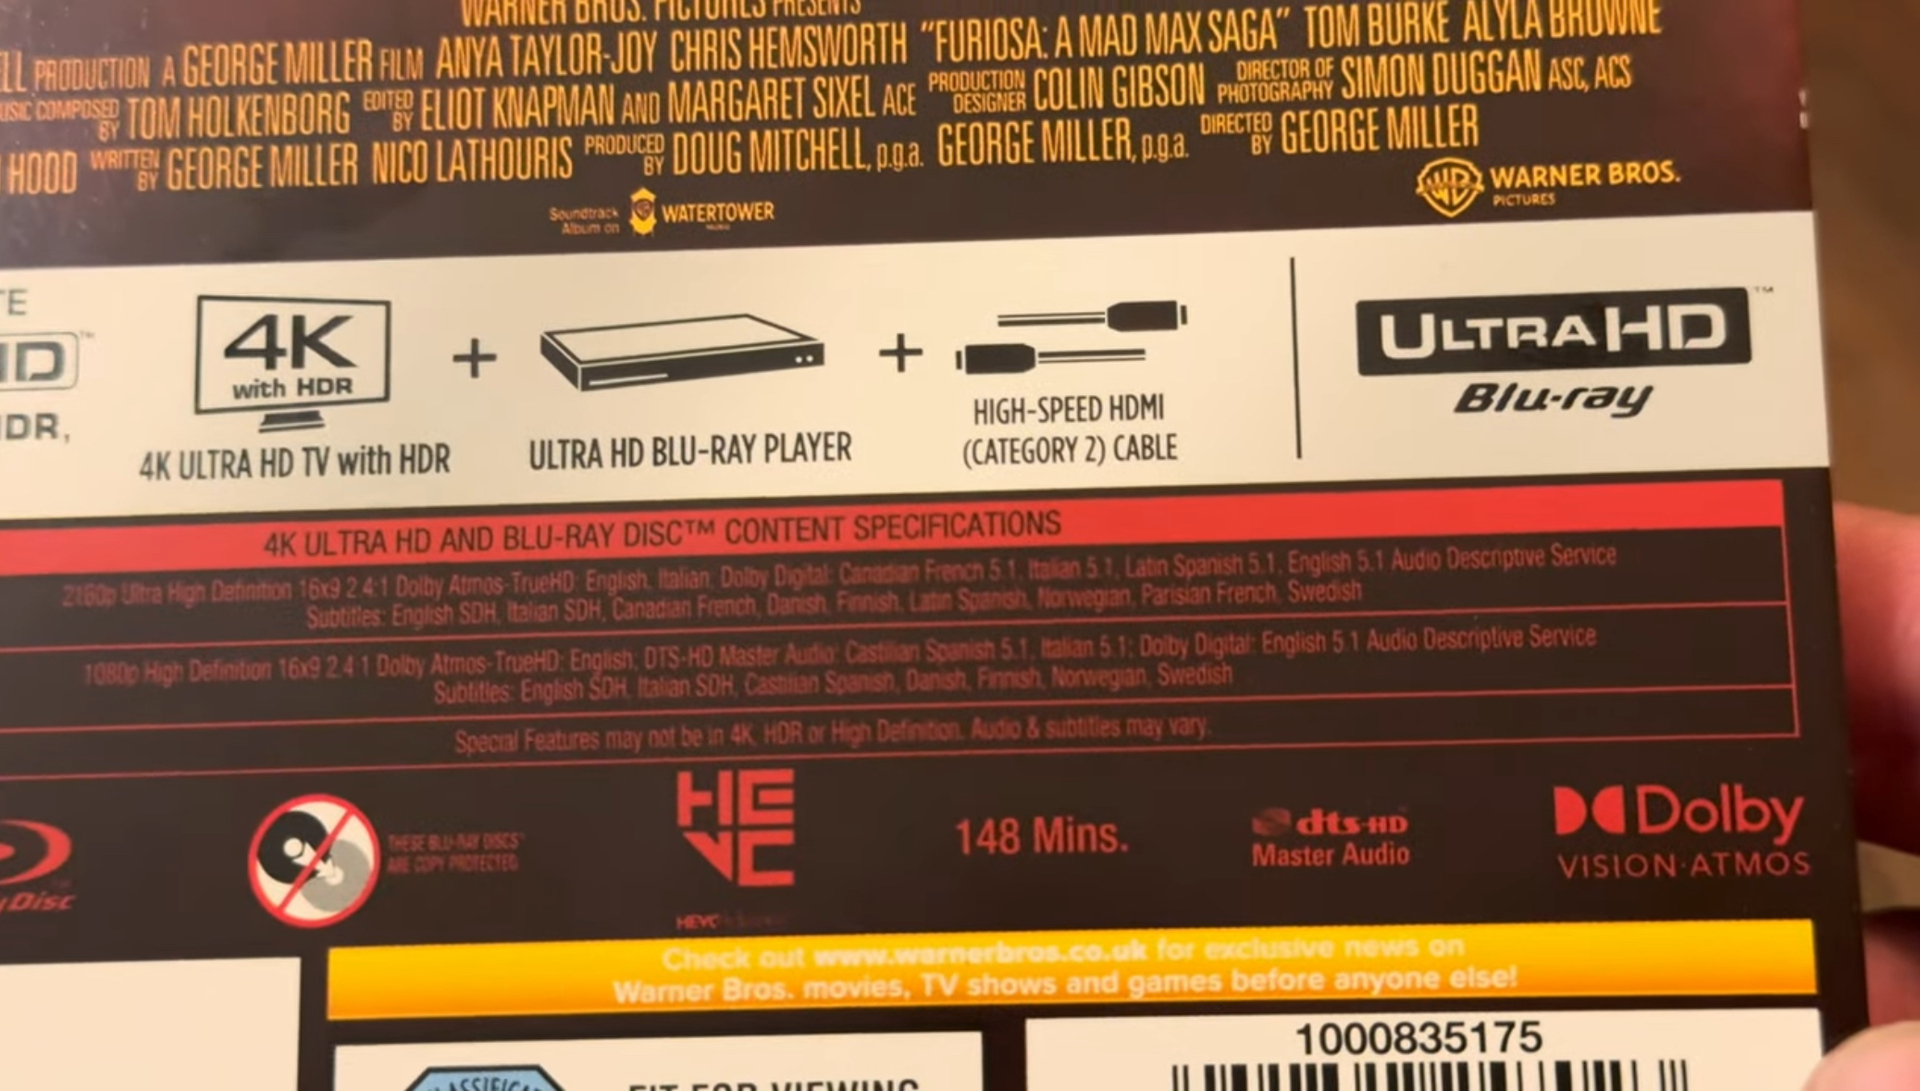 WARNER BROS. PICTURES PRESENTS
LL PRODUCTION A GEORGE MILLER FILM ANYA TAYLOR-JOY CHRIS HEMSWORTH "FURIOSA: A MAD MAX SAGA" TOM BURKE ALYLA BROWNE
MUSIC COMPOSED BY TOM HOLKENBORG EDITED BY ELIOT KNAPMAN AND MARGARET SIXEL ACE PRODUCTION DESIGNER COLIN GIBSON DIRECTOR OF PHOTOGRAPHY SIMON DUGGAN ASC, ACS
HOOD WRITTEN BY GEORGE MILLER NICO LATHOURIS PRODUCED BY DOUG MITCHELL, p.g.a. GEORGE MILLER, p.g.a. DIRECTED BY GEORGE MILLER
Soundtrack Album on WATERTOWER MUSIC
WARNER BROS.
PICTURES
TE
HD™
HDR,
4K
with HDR
4K ULTRA HD TV with HDR
+
ULTRA HD BLU-RAY PLAYER
+
HIGH-SPEED HDMI
(CATEGORY 2) CABLE
ULTRA HD™
Blu-ray
4K ULTRA HD AND BLU-RAY DISC™ CONTENT SPECIFICATIONS
2160p Ultra High Definition 16x9 2.4:1 Dolby Atmos-TrueHD: English, Italian; Dolby Digital: Canadian French 5.1, Italian 5.1, Latin Spanish 5.1, English 5.1 Audio Descriptive Service
Subtitles: English SDH, Italian SDH, Canadian French, Danish, Finnish, Latin Spanish, Norwegian, Parisian French, Swedish
1080p High Definition 16x9 2.4:1 Dolby Atmos-TrueHD: English; DTS-HD Master Audio: Castilian Spanish 5.1, Italian 5.1; Dolby Digital: English 5.1 Audio Descriptive Service
Subtitles: English SDH, Italian SDH, Castilian Spanish, Danish, Finnish, Norwegian, Swedish
Special Features may not be in 4K, HDR or High Definition. Audio & subtitles may vary.
Disc
THESE BLU-RAY DISCS™
ARE COPY PROTECTED
HEVC
HEVC
148 Mins.
dts-HD
Master Audio
Dolby
VISION·ATMOS
Check out www.warnerbros.co.uk for exclusive news on
Warner Bros. movies, TV shows and games before anyone else!
1000835175
FIT FOR VIEWING